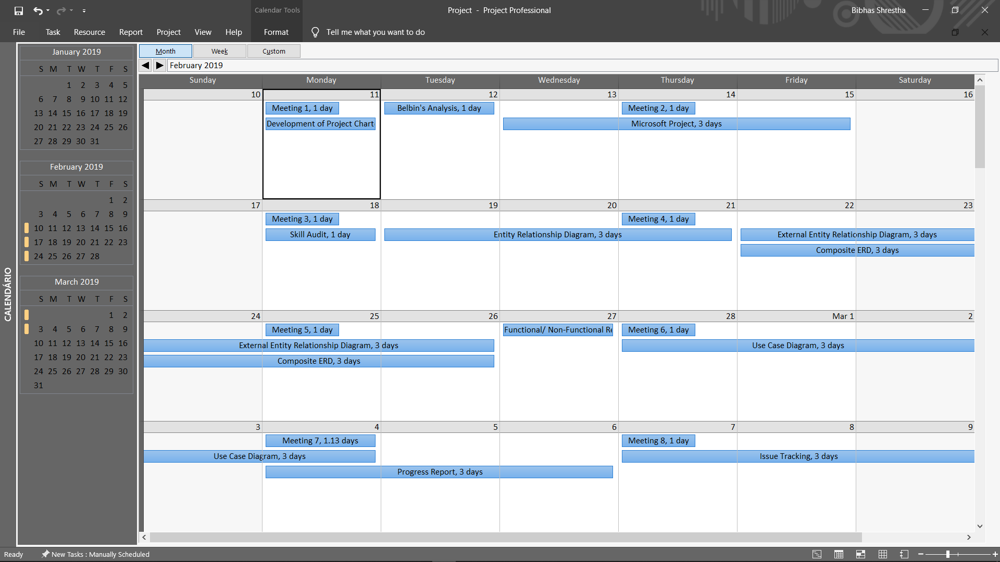 Calendar Tools
Project - Project Professional
Bibhas Shrestha
File Task Resource Report Project View Help Format Tell me what you want to do
CALENDÁRIO
January 2019
S M T W T F S
1 2 3 4 5
6 7 8 9 10 11 12
13 14 15 16 17 18 19
20 21 22 23 24 25 26
27 28 29 30 31
February 2019
S M T W T F S
1 2
3 4 5 6 7 8 9
10 11 12 13 14 15 16
17 18 19 20 21 22 23
24 25 26 27 28
March 2019
S M T W T F S
1 2
3 4 5 6 7 8 9
10 11 12 13 14 15 16
17 18 19 20 21 22 23
24 25 26 27 28 29 30
31
Month Week Custom
February 2019
Sunday Monday Tuesday Wednesday Thursday Friday Saturday
10 11 12 13 14 15 16
Meeting 1, 1 day Belbin's Analysis, 1 day Meeting 2, 1 day
Development of Project Chart Microsoft Project, 3 days
17 18 19 20 21 22 23
Meeting 3, 1 day Meeting 4, 1 day
Skill Audit, 1 day Entity Relationship Diagram, 3 days External Entity Relationship Diagram, 3 days
Composite ERD, 3 days
24 25 26 27 28 Mar 1 2
Meeting 5, 1 day Functional/ Non-Functional Re Meeting 6, 1 day
External Entity Relationship Diagram, 3 days Use Case Diagram, 3 days
Composite ERD, 3 days
3 4 5 6 7 8 9
Meeting 7, 1.13 days Meeting 8, 1 day
Use Case Diagram, 3 days Issue Tracking, 3 days
Progress Report, 3 days
Ready New Tasks : Manually Scheduled